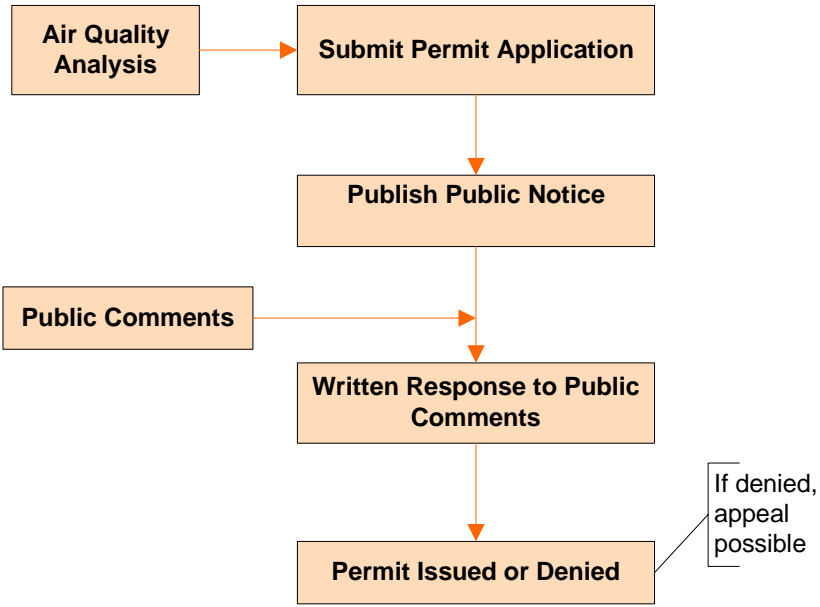 Air Quality
Analysis
Submit Permit Application
Publish Public Notice
Public Comments
Written Response to Public
Comments
If denied,
appeal
possible
Permit Issued or Denied